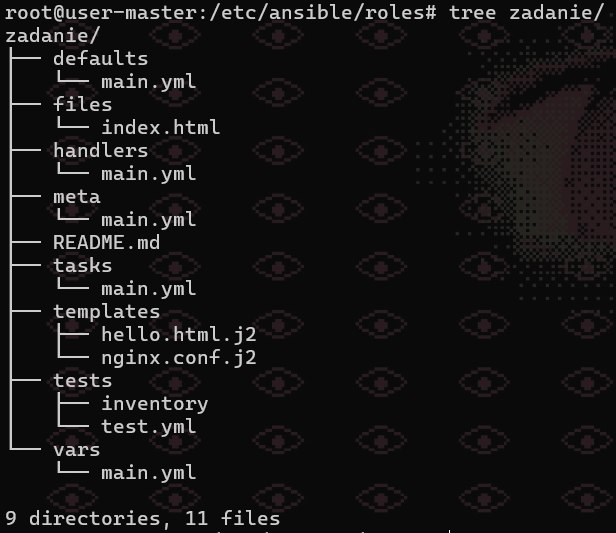 root@user-master:/etc/ansible/roles# tree zadanie/
zadanie/
├── defaults
│   └── main.yml
├── files
│   └── index.html
├── handlers
│   └── main.yml
├── meta
│   └── main.yml
├── README.md
├── tasks
│   └── main.yml
├── templates
│   ├── hello.html.j2
│   └── nginx.conf.j2
├── tests
│   ├── inventory
│   └── test.yml
└── vars
    └── main.yml
9 directories, 11 files